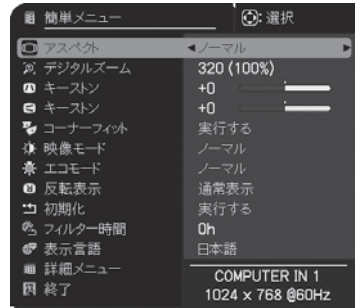 簡単メニュー :選択
アスペクト ノーマル
デジタルズーム 320 (100%)
キーストン +0
キーストン +0
コーナーフィット 実行する
映像モード ノーマル
エコモード ノーマル
反転表示 通常表示
初期化 実行する
フィルター時間 0h
表示言語 日本語
詳細メニュー
終了
COMPUTER IN 1
1024 x 768 @60Hz